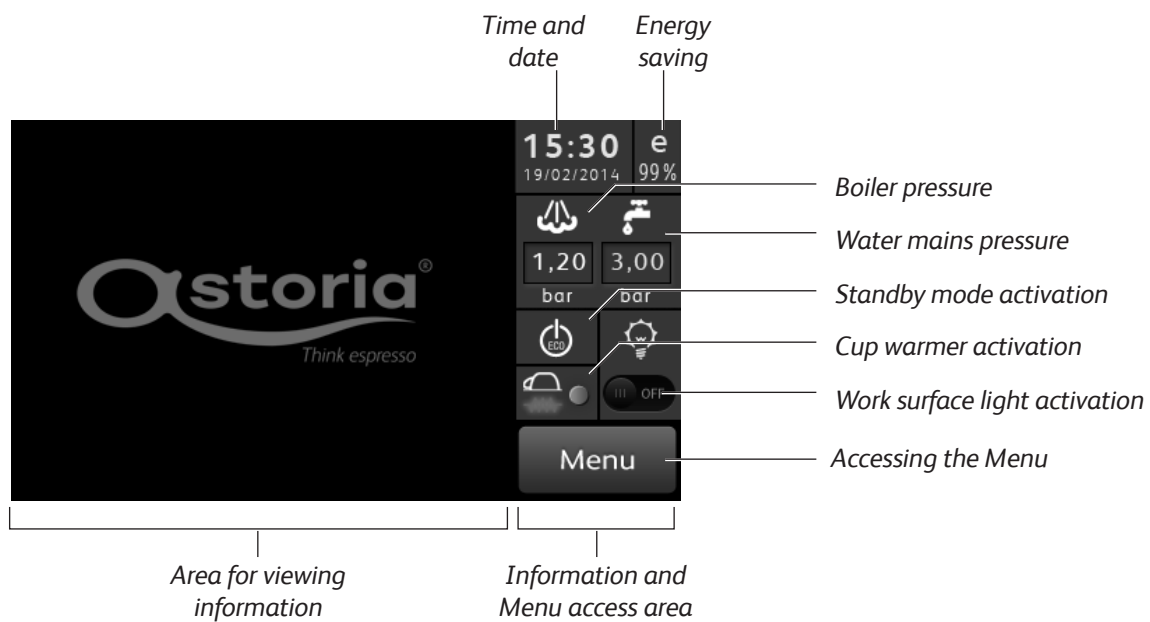 Time and
date
Energy
saving
15:30
19/02/2014
e
99%
Boiler pressure
Water mains pressure
1,20
3,00
bar
bar
Standby mode activation
αstoria®
Think espresso
ECO
Cup warmer activation
OFF
Work surface light activation
Menu
Accessing the Menu
Area for viewing
information
Information and
Menu access area